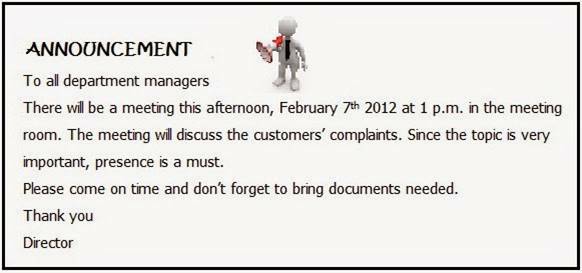 ANNOUNCEMENT
To all department managers
There will be a meeting this afternoon, February 7th 2012 at 1 p.m. in the meeting
room. The meeting will discuss the customers' complaints. Since the topic is very
important, presence is a must.
Please come on time and don't forget to bring documents needed.
Thank you
Director